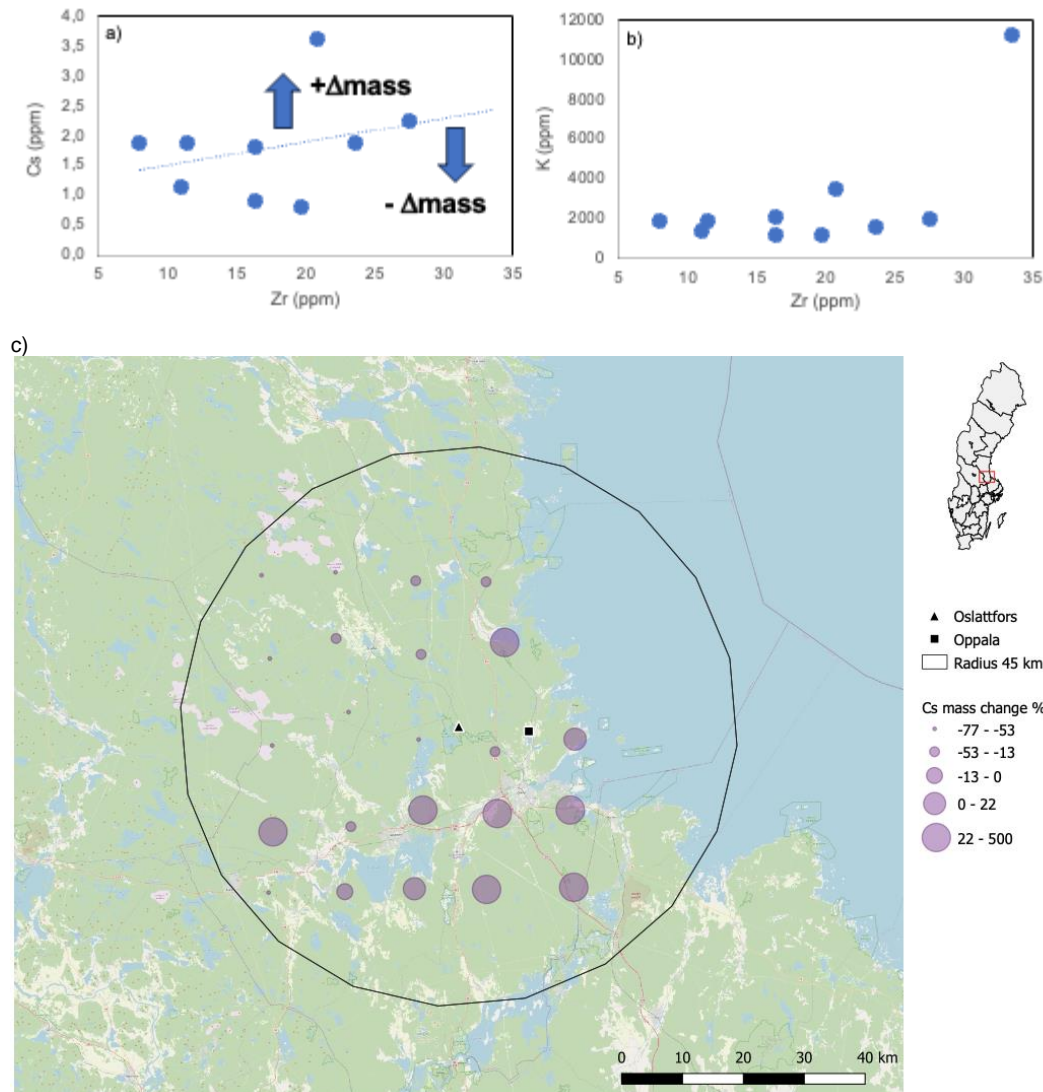 a)
4,0
3,5
3,0
2,5
2,0
1,5
1,0
0,5
0,0
Cs (ppm)
+Δmass
- Δmass
5 10 15 20 25 30 35
Zr (ppm)
b)
12000
10000
8000
6000
4000
2000
0
K (ppm)
5 10 15 20 25 30 35
Zr (ppm)
c)
Oslattfors
Oppala
Radius 45 km
Cs mass change %
-77 - -53
-53 - -13
-13 - 0
0 - 22
22 - 500
0 10 20 30 40 km